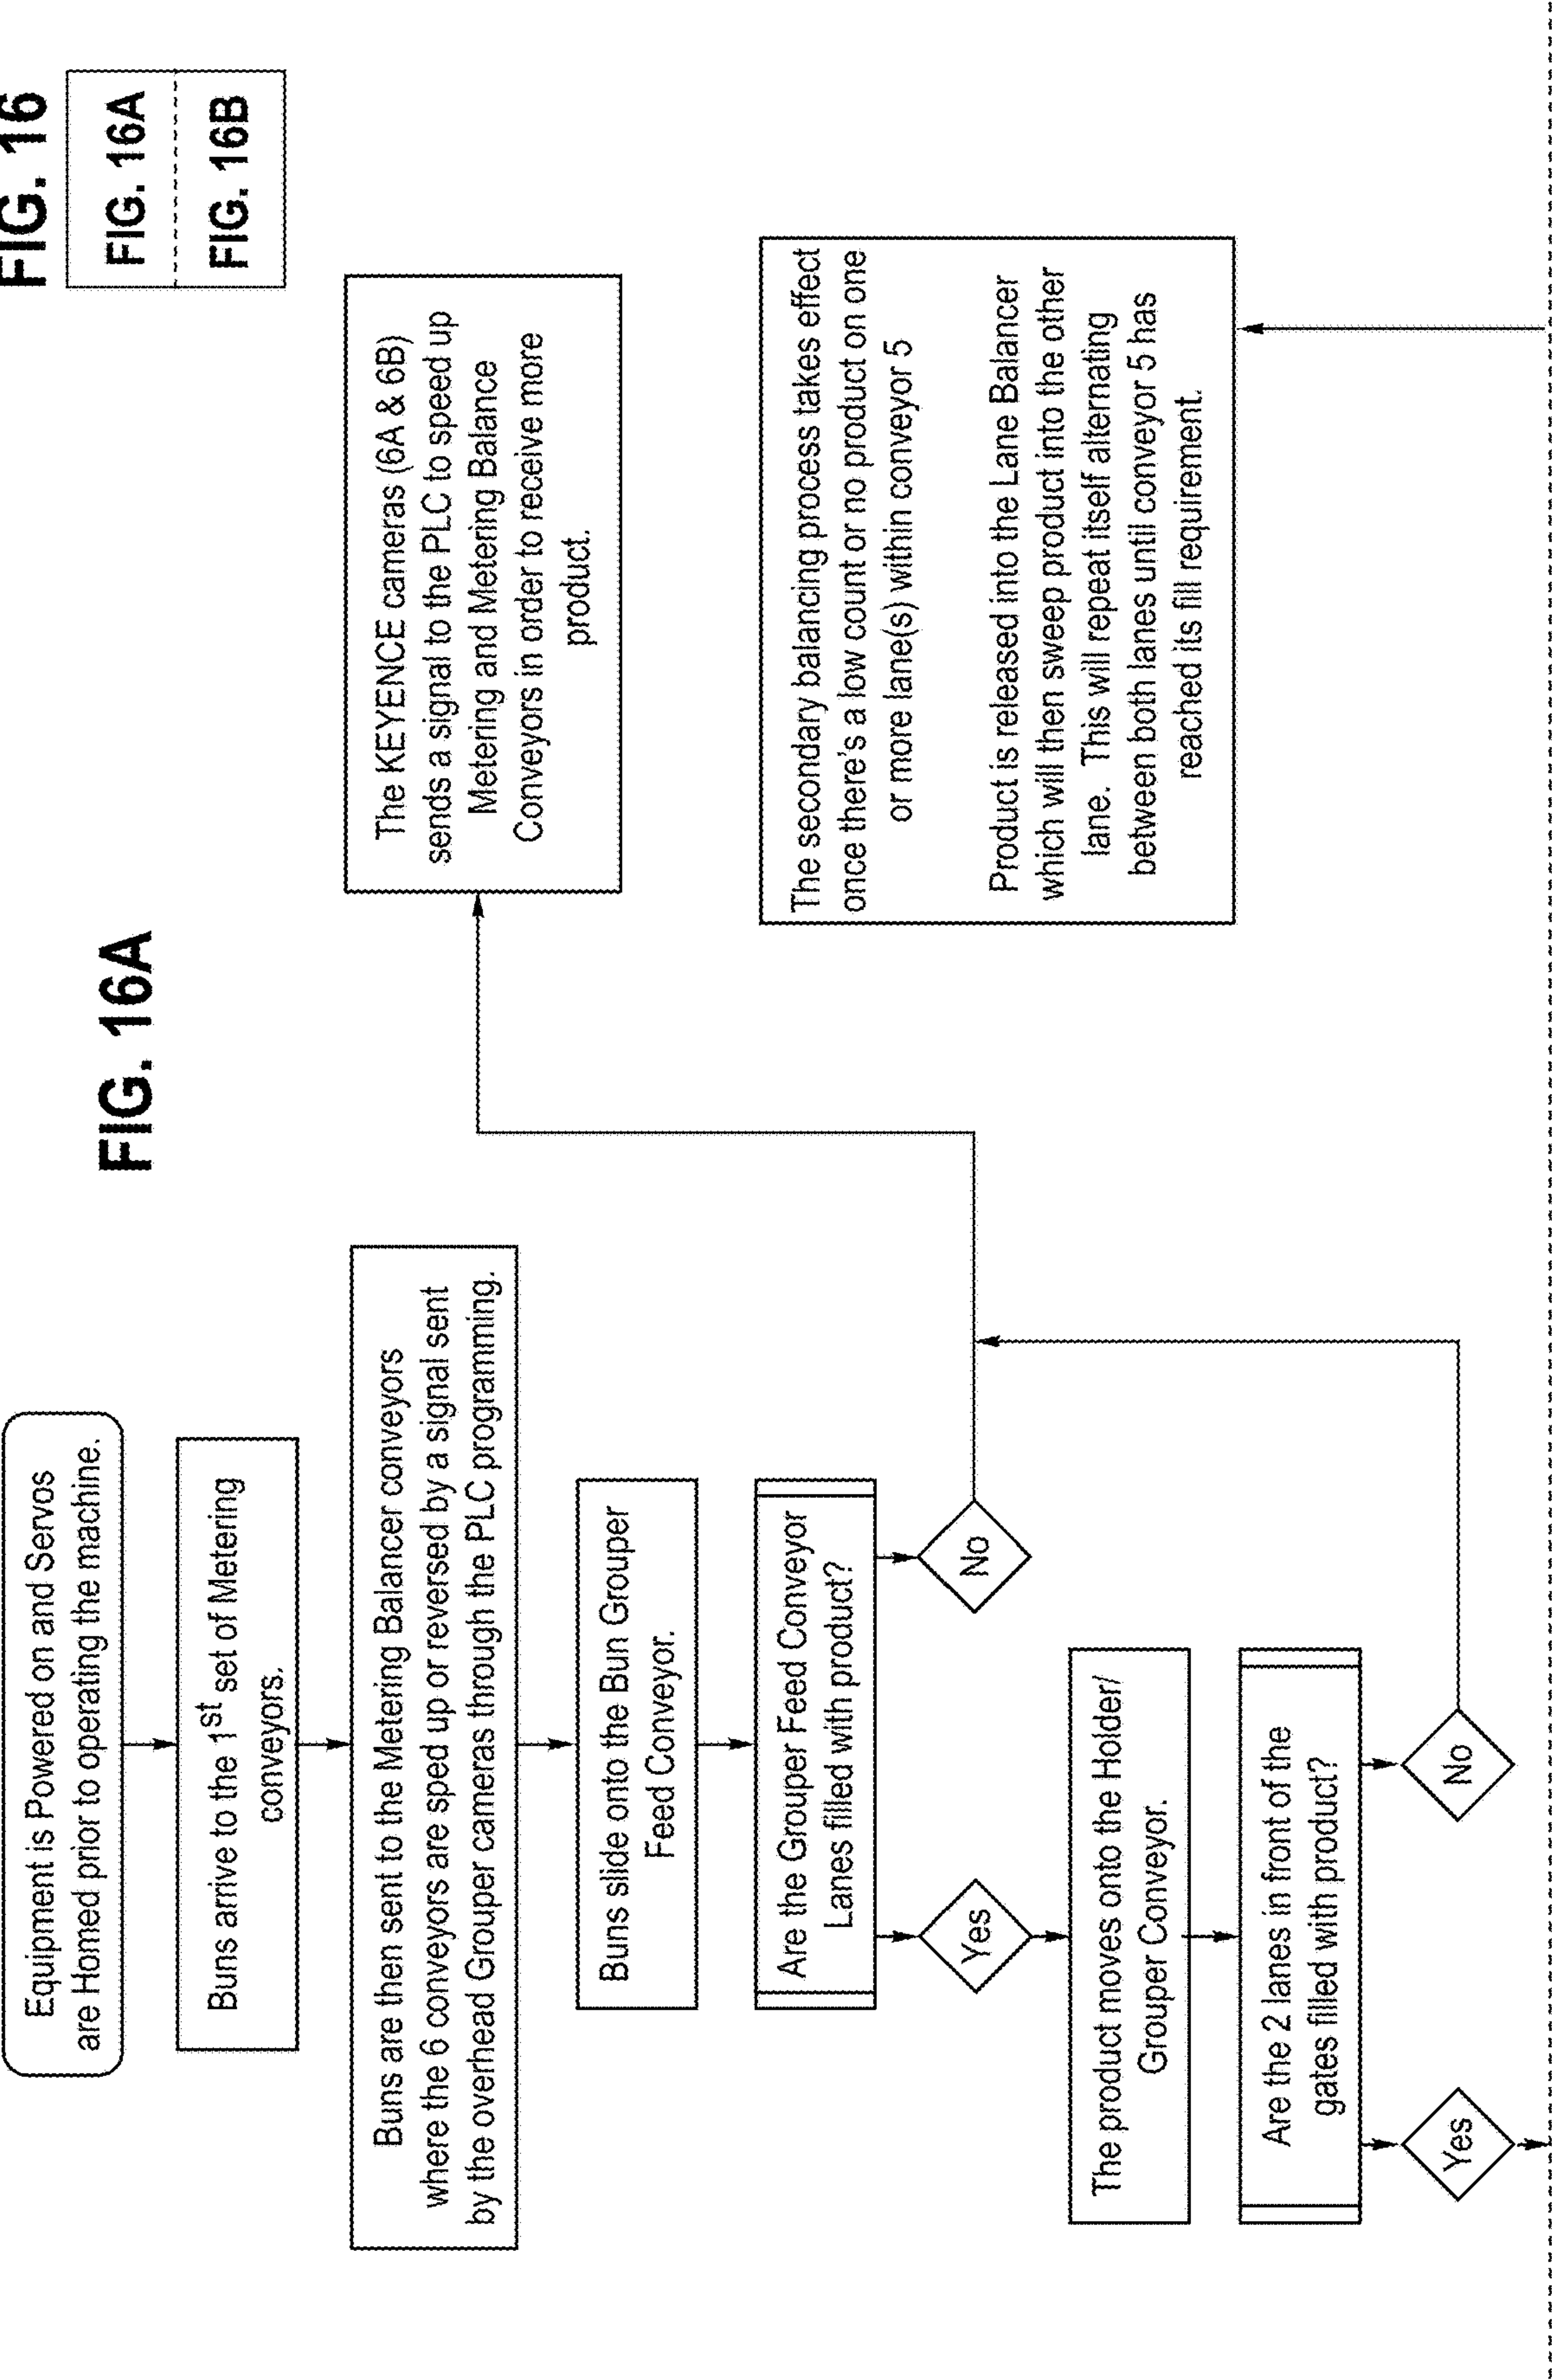 FIG. 16
FIG. 16A
FIG. 16B
FIG. 16A
Equipment is Powered on and Servos
are Homed prior to operating the machine.
Buns arrive to the 1st set of Metering
conveyors.
Buns are then sent to the Metering Balancer conveyors
where the 6 conveyors are sped up or reversed by a signal sent
by the overhead Grouper cameras through the PLC programming.
Buns slide onto the Bun Grouper
Feed Conveyor.
Are the Grouper Feed Conveyor
Lanes filled with product?
Yes
No
The product moves onto the Holder/
Grouper Conveyor.
Are the 2 lanes in front of the
gates filled with product?
Yes
No
The KEYENCE cameras (6A & 6B)
sends a signal to the PLC to speed up
Metering and Metering Balance
Conveyors in order to receive more
product.
The secondary balancing process takes effect
once there's a low count or no product on one
or more lane(s) within conveyor 5
Product is released into the Lane Balancer
which will then sweep product into the other
lane. This will repeat itself alternating
between both lanes until conveyor 5 has
reached its fill requirement.